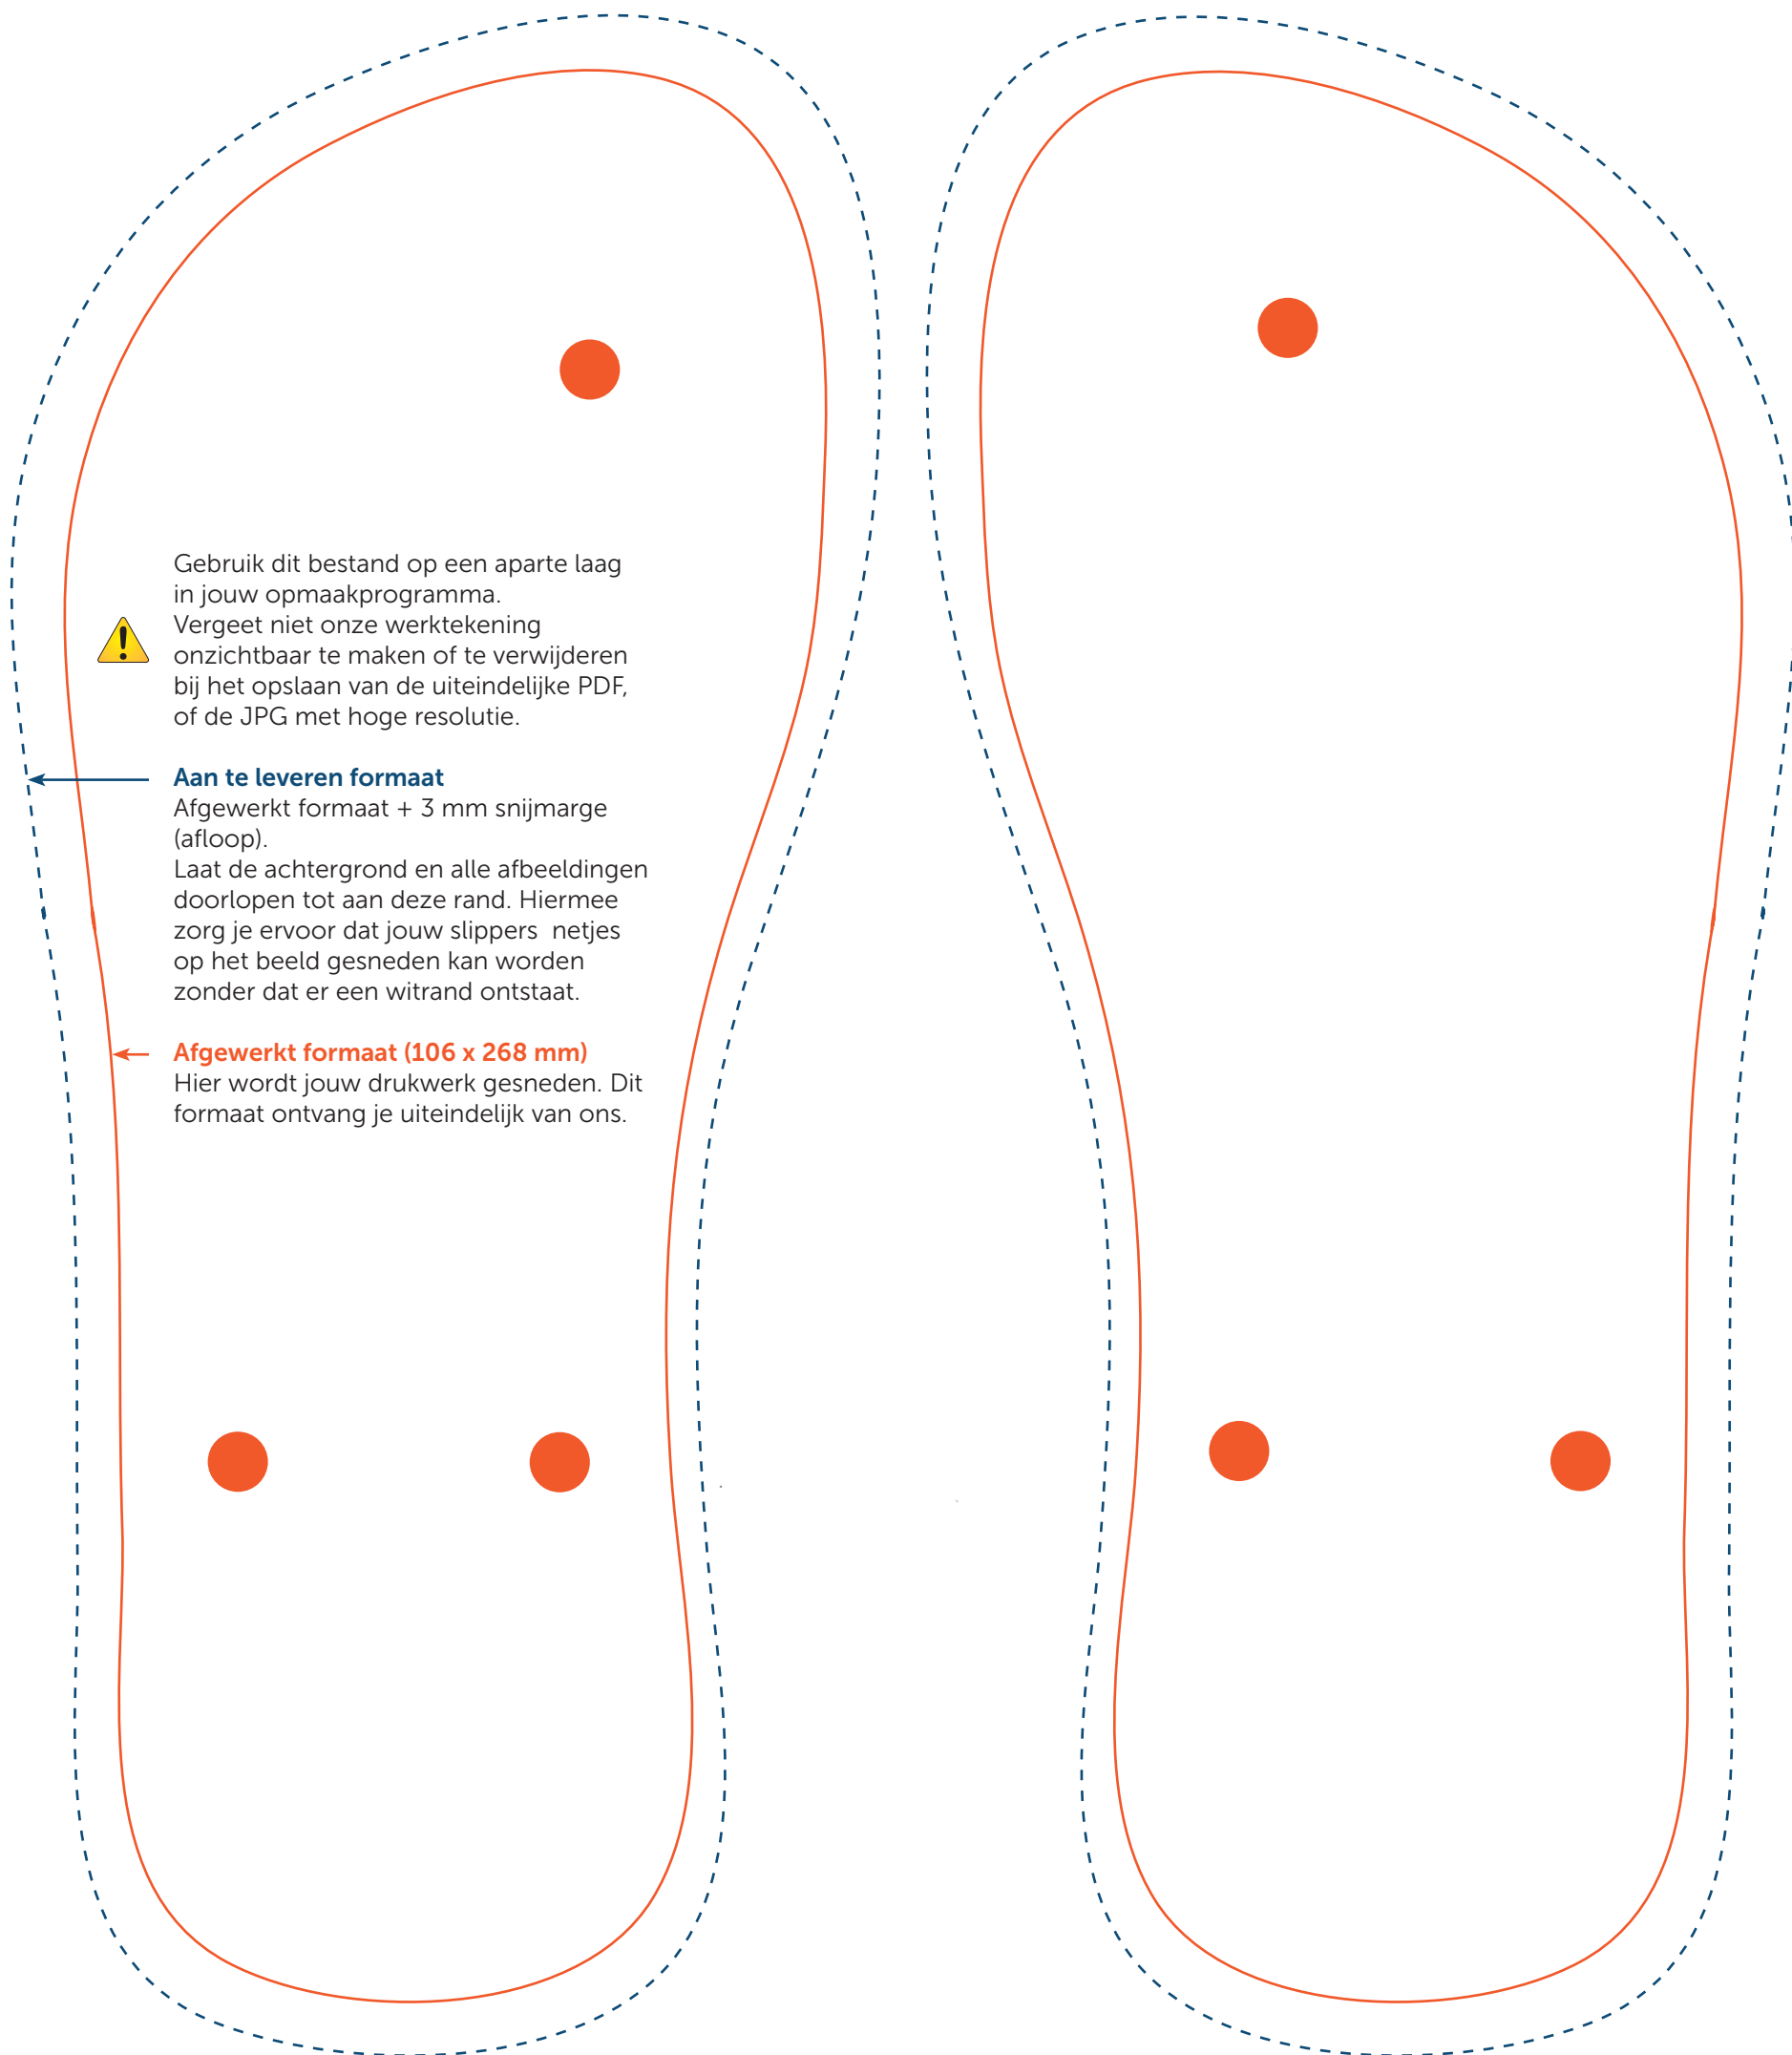 Gebruik dit bestand op een aparte laag
in jouw opmaakprogramma.
Vergeet niet onze werktekening
onzichtbaar te maken of te verwijderen
bij het opslaan van de uiteindelijke PDF,
of de JPG met hoge resolutie.
Aan te leveren formaat
Afgewerkt formaat + 3 mm snijmarge
(afloop).
Laat de achtergrond en alle afbeeldingen
doorlopen tot aan deze rand. Hiermee
zorg je ervoor dat jouw slippers  netjes
op het beeld gesneden kan worden
zonder dat er een witrand ontstaat.
Afgewerkt formaat (106 x 268 mm)
Hier wordt jouw drukwerk gesneden. Dit
formaat ontvang je uiteindelijk van ons.